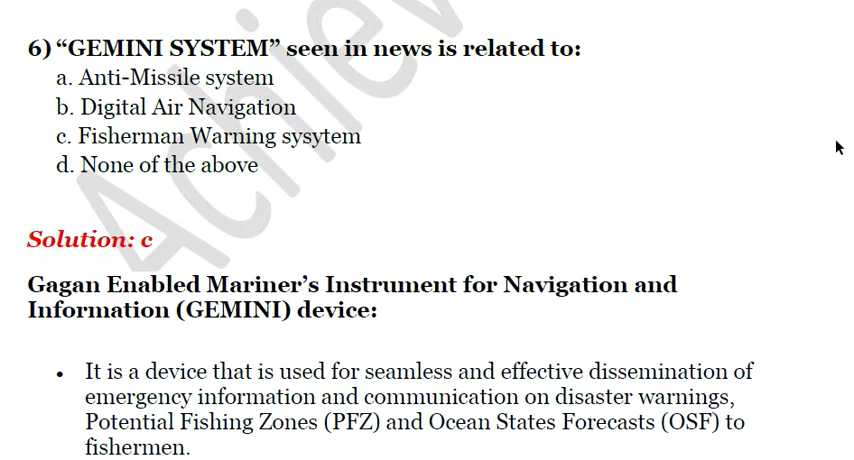 6) “GEMINI SYSTEM” seen in news is related to:
a. Anti-Missile system
b. Digital Air Navigation
c. Fisherman Warning sysytem
d. None of the above
Solution: c
Gagan Enabled Mariner’s Instrument for Navigation and
Information (GEMINI) device:
• It is a device that is used for seamless and effective dissemination of
emergency information and communication on disaster warnings,
Potential Fishing Zones (PFZ) and Ocean States Forecasts (OSF) to
fishermen.